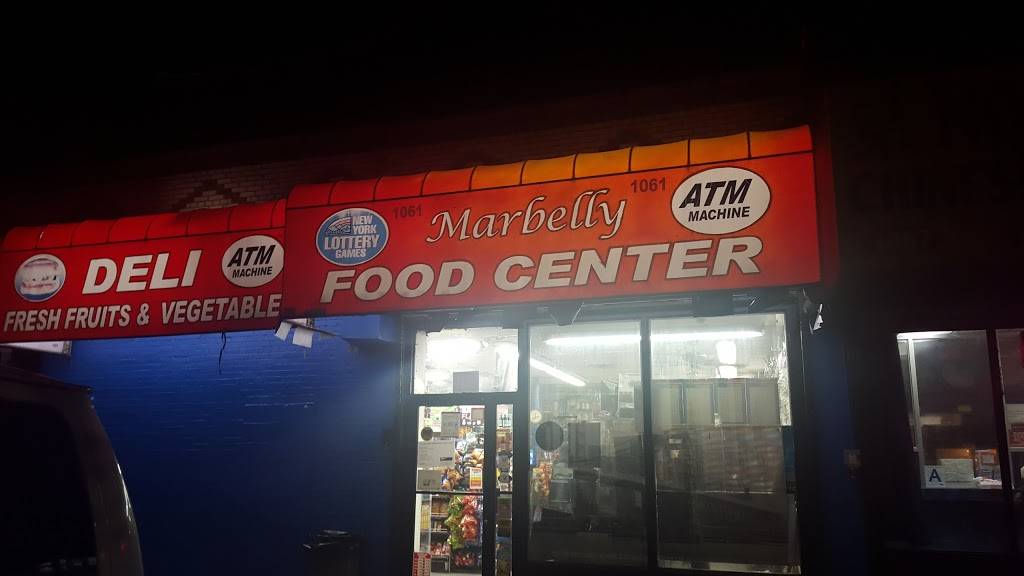 DELI
ATM
MACHINE
FRESH FRUITS & VEGETABLE
NEW
YORK
LOTTERY
GAMES
1061
Marbelly
1061
ATM
MACHINE
FOOD CENTER
A